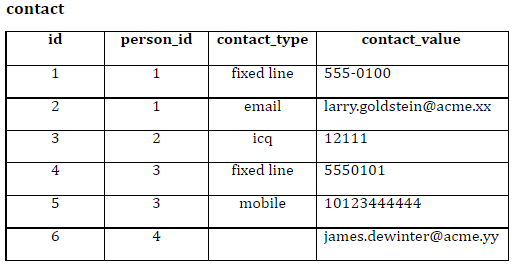 contact
id person_id contact_type contact_value
1 1 fixed line 555-0100
2 1 email larry.goldstein@acme.xx
3 2 icq 12111
4 3 fixed line 5550101
5 3 mobile 10123444444
6 4 james.dewinter@acme.yy